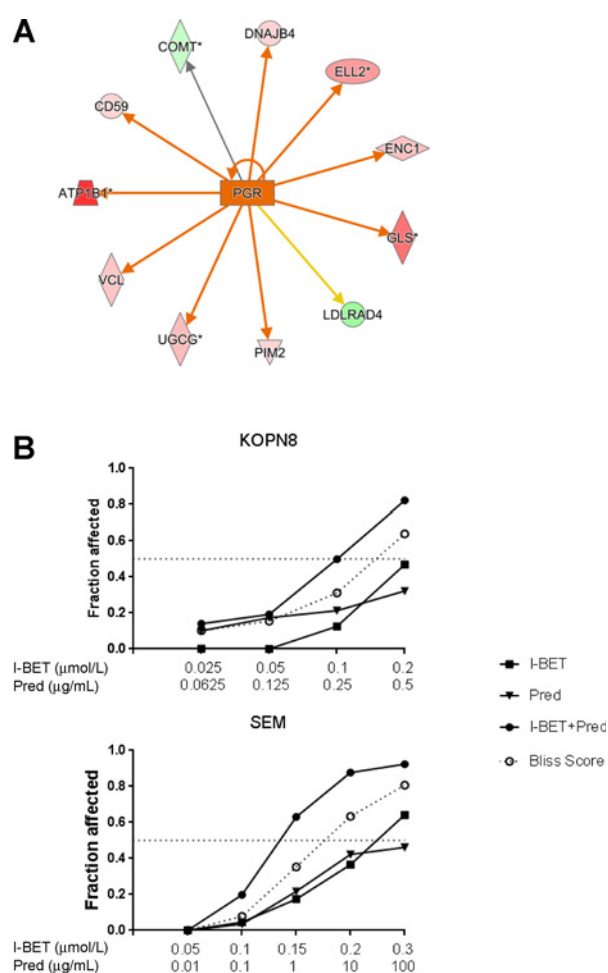 A
DNAJB4
COMT*
ELL2*
CD59
ENC1
ATP1B1*
PGR
GLS*
VCL
LDLRAD4
UGCG*
PIM2
B
KOPN8
Fraction affected
1.0
0.8
0.6
0.4
0.2
0.0
I-BET (μmol/L) 0.025 0.05 0.1 0.2
Pred (μg/mL) 0.0625 0.125 0.25 0.5
I-BET
Pred
I-BET+Pred
Bliss Score
SEM
Fraction affected
1.0
0.8
0.6
0.4
0.2
0.0
I-BET (μmol/L) 0.05 0.1 0.15 0.2 0.3
Pred (μg/mL) 0.01 0.1 1 10 100